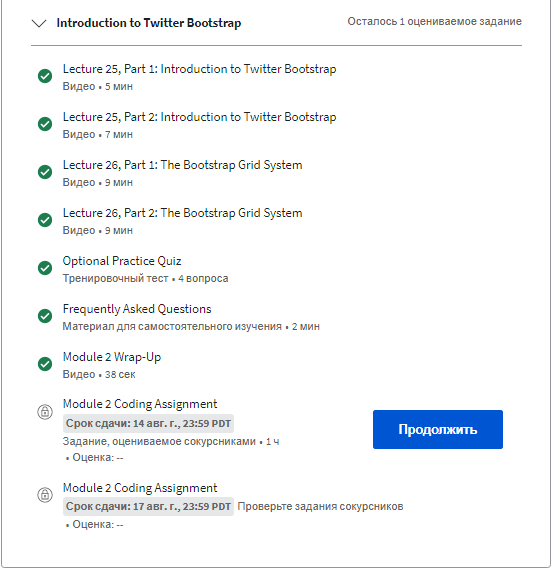 Introduction to Twitter Bootstrap
Осталось 1 оцениваемое задание
Lecture 25, Part 1: Introduction to Twitter Bootstrap
Видео • 5 мин
Lecture 25, Part 2: Introduction to Twitter Bootstrap
Видео • 7 мин
Lecture 26, Part 1: The Bootstrap Grid System
Видео • 9 мин
Lecture 26, Part 2: The Bootstrap Grid System
Видео • 9 мин
Optional Practice Quiz
Тренировочный тест • 4 вопроса
Frequently Asked Questions
Материал для самостоятельного изучения • 2 мин
Module 2 Wrap-Up
Видео • 38 сек
Module 2 Coding Assignment
Срок сдачи: 14 авг. г., 23:59 PDT
Продолжить
Задание, оцениваемое сокурсниками • 1 ч
• Оценка: --
Module 2 Coding Assignment
Срок сдачи: 17 авг. г., 23:59 PDT Проверьте задания сокурсников
• Оценка: --